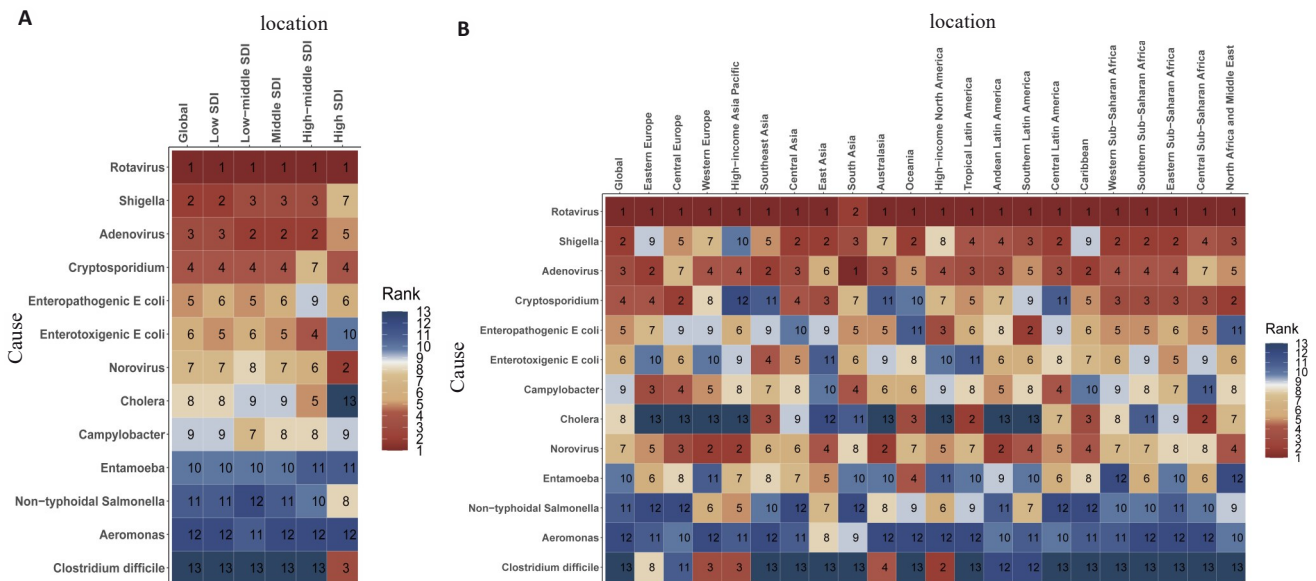 A
location
Global
Low SDI
Low-middle SDI
Middle SDI
High-middle SDI
High SDI
Cause
Rotavirus 1 1 1 1 1 1
Shigella 2 2 3 3 3 7
Adenovirus 3 3 2 2 2 5
Cryptosporidium 4 4 4 4 7 4
Enteropathogenic E coli 5 6 5 6 9 6
Enterotoxigenic E coli 6 5 6 5 4 10
Norovirus 7 7 8 7 6 2
Cholera 8 8 9 9 5 13
Campylobacter 9 9 7 8 8 9
Entamoeba 10 10 10 10 11 11
Non-typhoidal Salmonella 11 11 12 11 10 8
Aeromonas 12 12 11 12 12 12
Clostridium difficile 13 13 13 13 13 3
Rank
13
12
11
10
9
8
7
6
5
4
3
2
1
B
location
Global
Eastern Europe
Central Europe
Western Europe
High-income Asia Pacific
Southeast Asia
Central Asia
East Asia
South Asia
Australasia
Oceania
High-income North America
Tropical Latin America
Andean Latin America
Southern Latin America
Central Latin America
Caribbean
Western Sub-Saharan Africa
Southern Sub-Saharan Africa
Eastern Sub-Saharan Africa
Central Sub-Saharan Africa
North Africa and Middle East
Cause
Rotavirus 1 1 1 1 1 1 1 1 2 1 1 1 1 1 1 1 1 1 1 1 1 1
Shigella 2 9 5 7 10 5 2 2 3 7 2 8 4 4 3 2 9 2 2 2 4 3
Adenovirus 3 2 7 4 4 2 3 6 1 3 5 4 3 3 5 3 2 4 4 4 7 5
Cryptosporidium 4 4 2 8 12 11 4 3 7 11 10 7 5 7 9 11 5 3 3 3 3 2
Enteropathogenic E coli 5 7 9 9 6 9 10 9 5 5 11 3 6 8 2 9 6 5 5 6 5 11
Enterotoxigenic E coli 6 10 6 10 9 4 5 11 6 9 8 10 11 6 6 8 7 6 9 5 9 6
Campylobacter 9 3 4 5 8 7 8 10 4 6 6 9 8 5 8 4 10 9 8 7 11 8
Cholera 8 13 13 13 13 3 9 12 11 13 3 13 2 13 13 7 3 8 11 9 2 7
Norovirus 7 5 3 2 2 6 6 4 8 2 7 5 7 2 4 5 4 7 7 8 8 4
Entamoeba 10 6 8 11 7 8 7 5 10 10 4 11 10 9 10 6 8 12 6 10 6 12
Non-typhoidal Salmonella 11 12 12 6 5 10 12 7 12 8 9 6 9 11 7 12 12 10 10 11 10 9
Aeromonas 12 11 10 12 11 12 11 8 9 12 12 12 12 10 11 10 11 11 12 12 12 10
Clostridium difficile 13 8 11 3 3 13 13 13 13 4 13 2 13 12 12 13 13 13 13 13 13 13
Rank
13
12
11
10
9
8
7
6
5
4
3
2
1